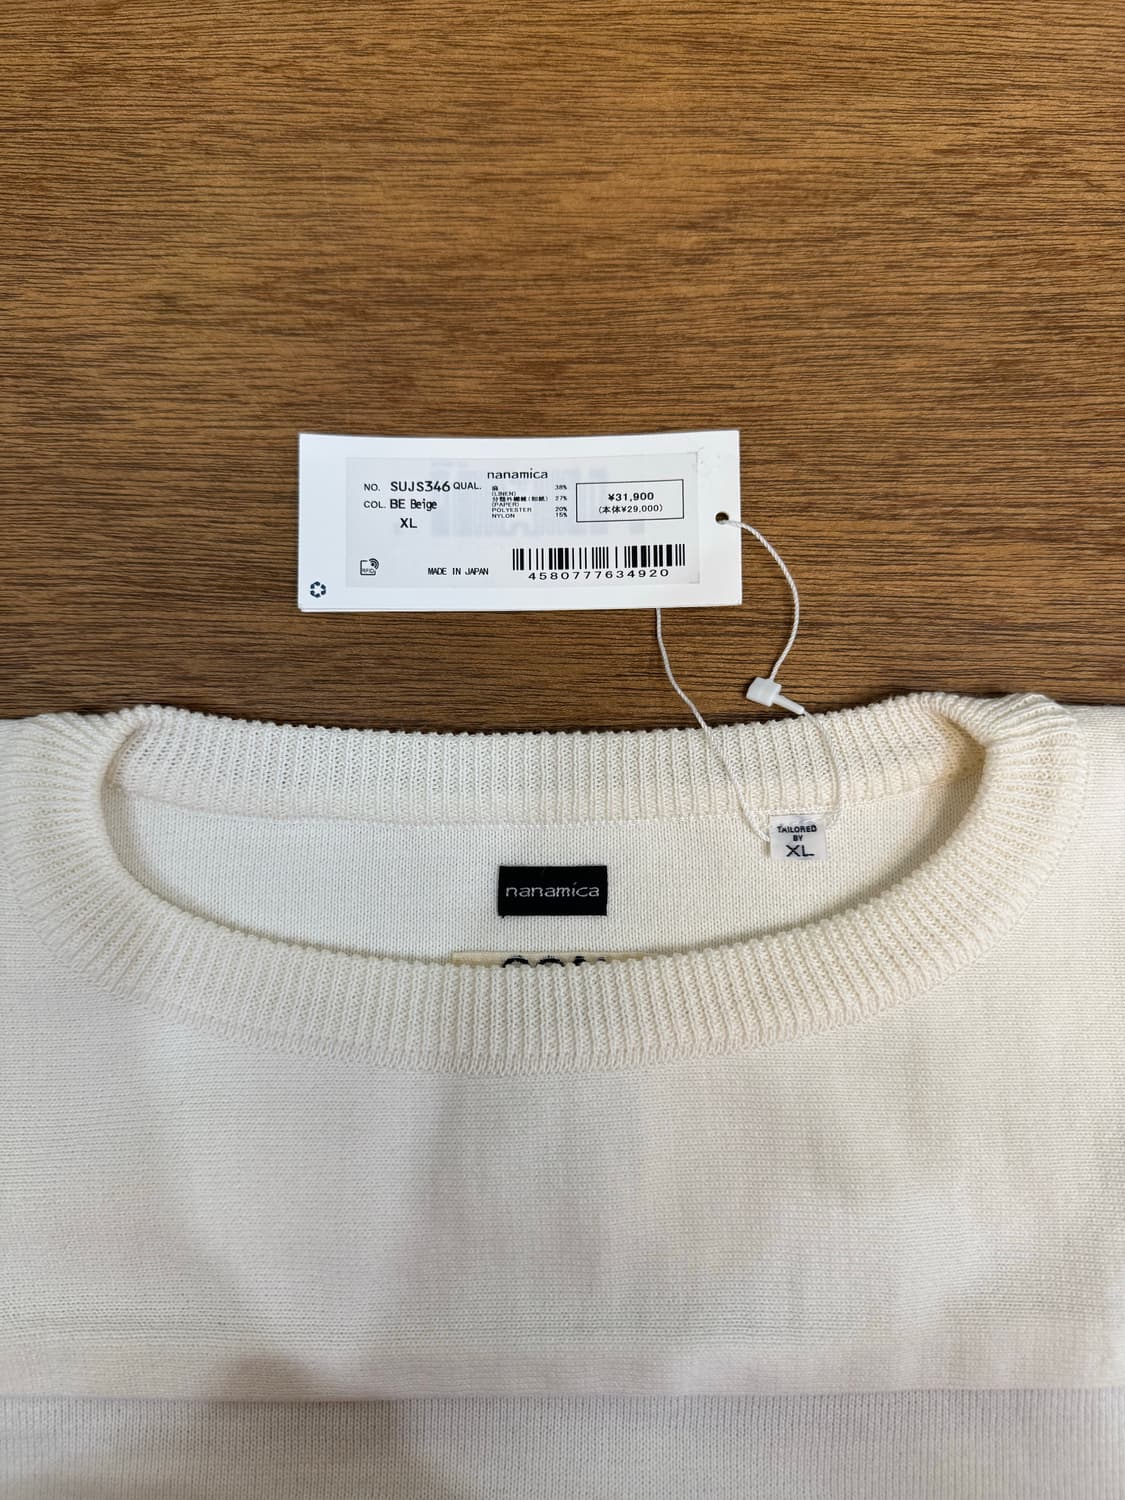 nanamica
NO. SUJS346 QUAL.
COL. BE Beige
XL
麻 38%
(LINEN)
分類外繊維(和紙) 27%
(PAPER)
POLYESTER 20%
NYLON 15%
¥31,900
(本体¥29,000)
RFID
MADE IN JAPAN
4580777634920
TAILORED
BY
XL
nanamica